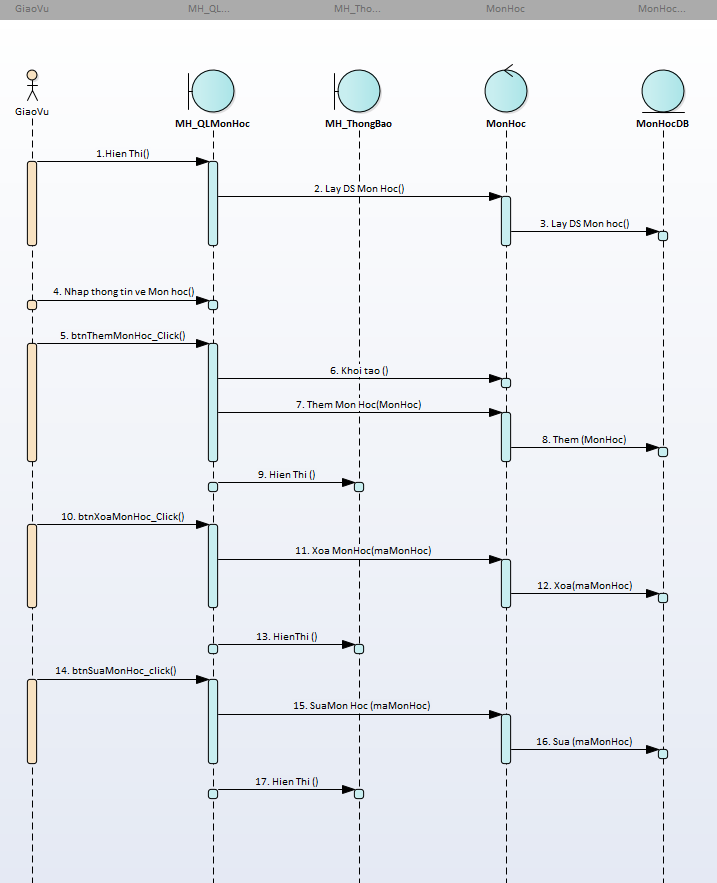 GiaoVu MH_QL... MH_Tho... MonHoc MonHoc...
GiaoVu MH_QLMonHoc MH_ThongBao MonHoc MonHocDB
1.Hien Thi()
2. Lay DS Mon Hoc()
3. Lay DS Mon hoc()
4. Nhap thong tin ve Mon hoc()
5. btnThemMonHoc_Click()
6. Khoi tao ()
7. Them Mon Hoc(MonHoc)
8. Them (MonHoc)
9. Hien Thi ()
10. btnXoaMonHoc_Click()
11. Xoa MonHoc(maMonHoc)
12. Xoa(maMonHoc)
13. HienThi ()
14. btnSuaMonHoc_click()
15. SuaMon Hoc (maMonHoc)
16. Sua (maMonHoc)
17. Hien Thi ()